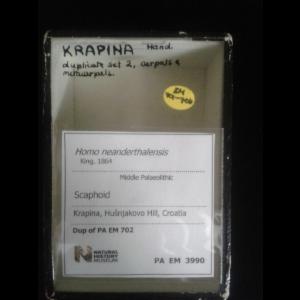 KRAPINA Hand.
duplicate set 2, carpals &
metacarpals.
EM
Homo neanderthalensis
King, 1864
Middle Palaeolithic
Scaphoid
Krapina, Hušnjakovo Hill, Croatia
Dup of PA EM 702
NATURAL
HISTORY
MUSEUM
PA EM 3990